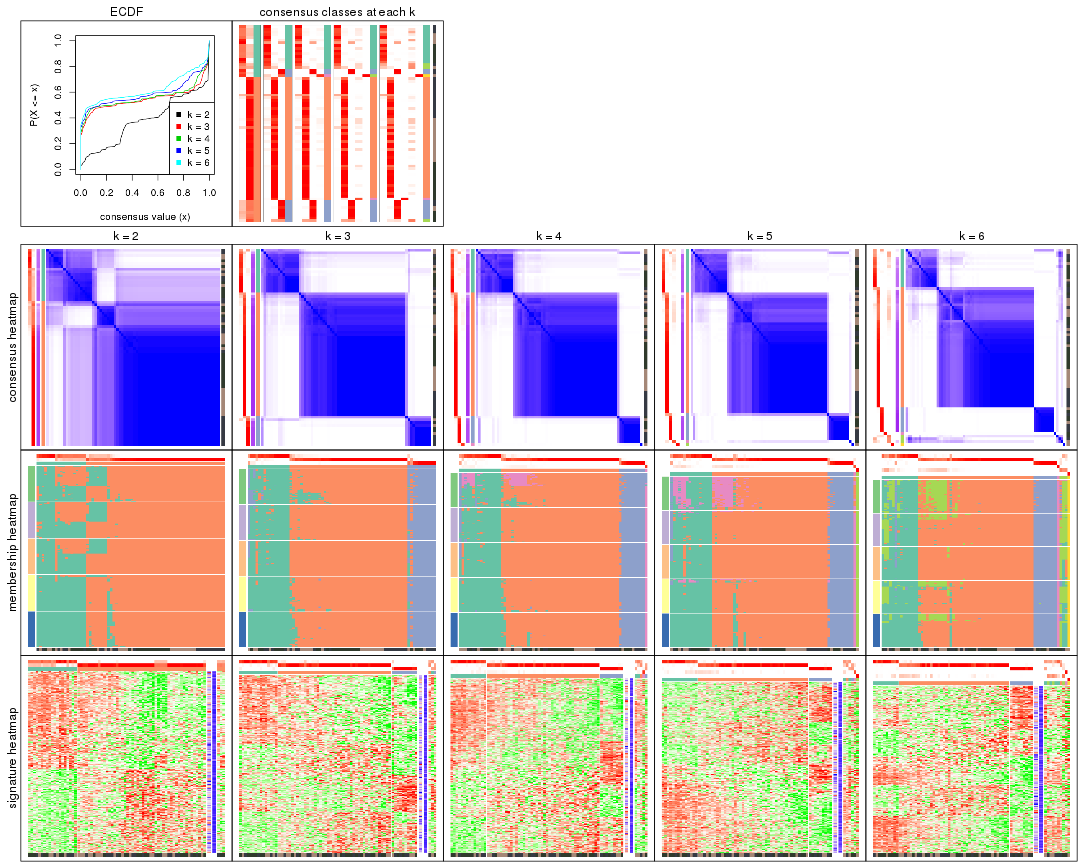 ECDF
consensus classes at each k
P(X <= x)
0.0 0.2 0.4 0.6 0.8 1.0
k = 2
k = 3
k = 4
k = 5
k = 6
0.0 0.2 0.4 0.6 0.8 1.0
consensus value (x)
k = 2 k = 3 k = 4 k = 5 k = 6
consensus heatmap
membership heatmap
signature heatmap